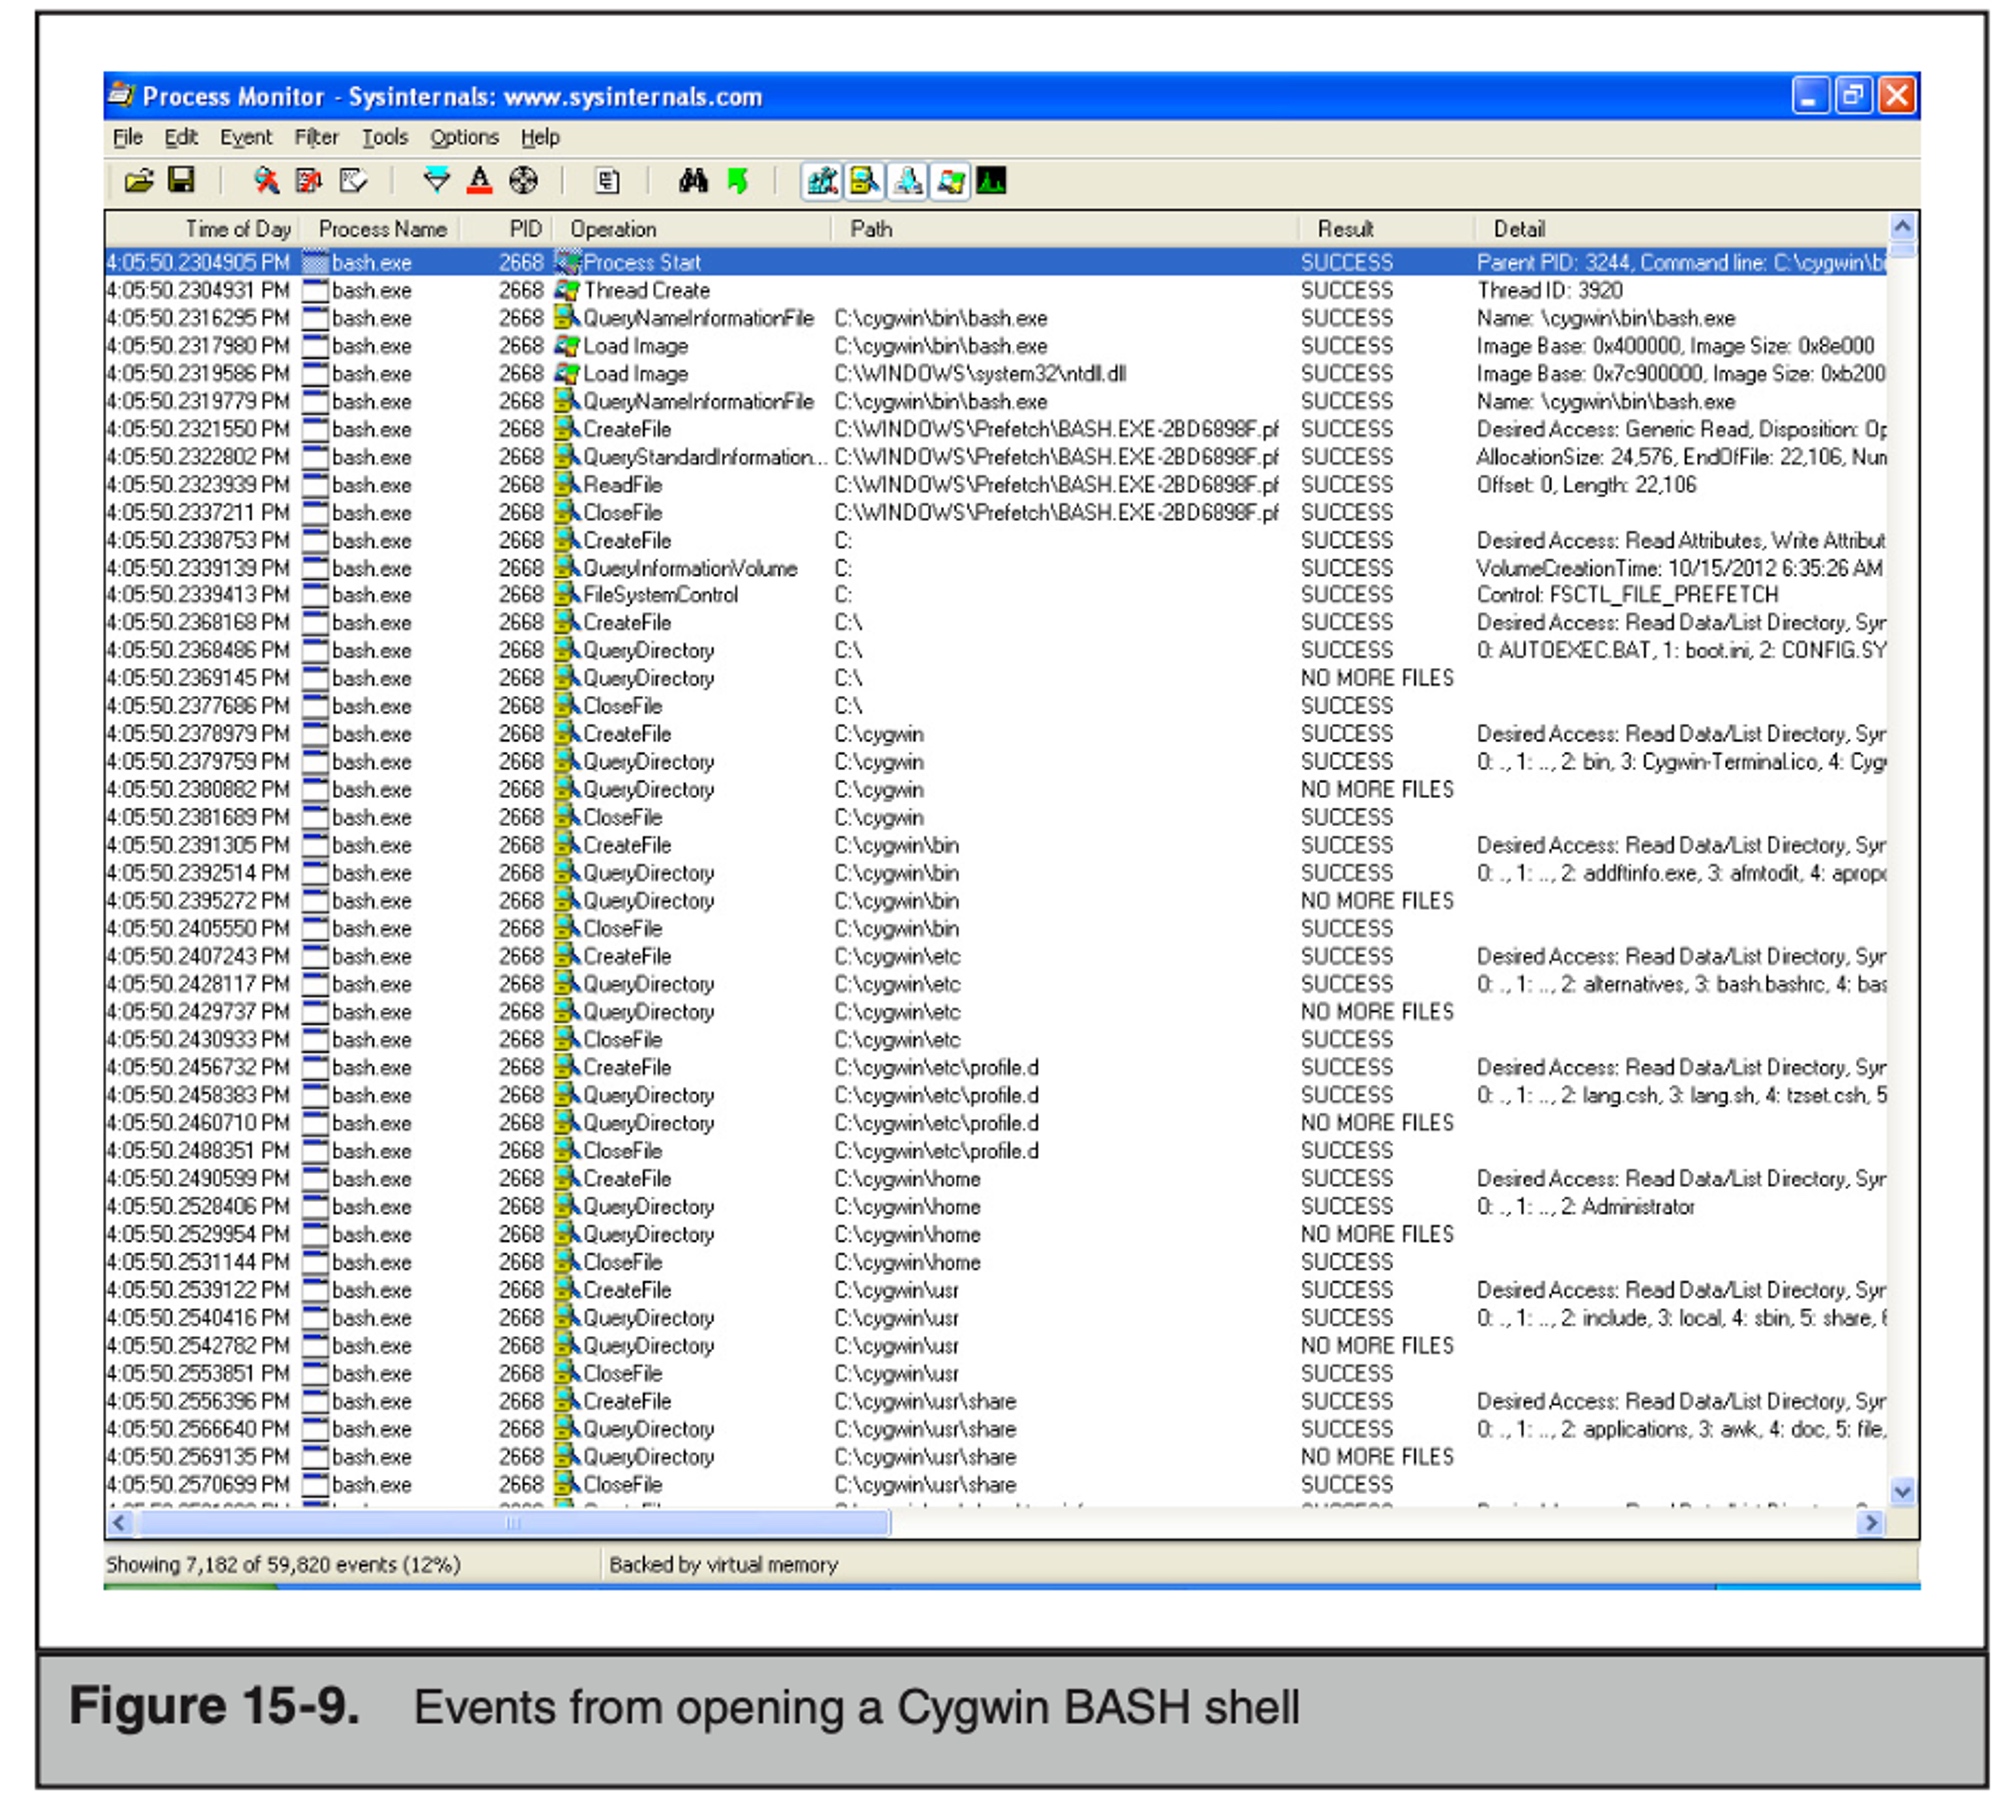 Process Monitor - Sysinternals: www.sysinternals.com
File Edit Event Filter Tools Options Help
Time of Day Process Name PID Operation Path Result Detail
4:05:50.2304905 PM bash.exe 2668 Process Start SUCCESS Parent PID: 3244, Command line: C:\cygwin\bi
4:05:50.2304931 PM bash.exe 2668 Thread Create SUCCESS Thread ID: 3920
4:05:50.2316295 PM bash.exe 2668 QueryNameInformationFile C:\cygwin\bin\bash.exe SUCCESS Name: \cygwin\bin\bash.exe
4:05:50.2317980 PM bash.exe 2668 Load Image C:\cygwin\bin\bash.exe SUCCESS Image Base: 0x400000, Image Size: 0x8e000
4:05:50.2319586 PM bash.exe 2668 Load Image C:\WINDOWS\system32\ntdll.dll SUCCESS Image Base: 0x7c900000, Image Size: 0xb200
4:05:50.2319779 PM bash.exe 2668 QueryNameInformationFile C:\cygwin\bin\bash.exe SUCCESS Name: \cygwin\bin\bash.exe
4:05:50.2321550 PM bash.exe 2668 CreateFile C:\WINDOWS\Prefetch\BASH.EXE-2BD6898F.pf SUCCESS Desired Access: Generic Read, Disposition: Op
4:05:50.2322802 PM bash.exe 2668 QueryStandardInformation... C:\WINDOWS\Prefetch\BASH.EXE-2BD6898F.pf SUCCESS AllocationSize: 24,576, EndOfFile: 22,106, Num
4:05:50.2323939 PM bash.exe 2668 ReadFile C:\WINDOWS\Prefetch\BASH.EXE-2BD6898F.pf SUCCESS Offset: 0, Length: 22,106
4:05:50.2337211 PM bash.exe 2668 CloseFile C:\WINDOWS\Prefetch\BASH.EXE-2BD6898F.pf SUCCESS
4:05:50.2338753 PM bash.exe 2668 CreateFile C: SUCCESS Desired Access: Read Attributes, Write Attribut
4:05:50.2339139 PM bash.exe 2668 QueryInformationVolume C: SUCCESS VolumeCreationTime: 10/15/2012 6:35:26 AM
4:05:50.2339413 PM bash.exe 2668 FileSystemControl C: SUCCESS Control: FSCTL_FILE_PREFETCH
4:05:50.2368168 PM bash.exe 2668 CreateFile C:\ SUCCESS Desired Access: Read Data/List Directory, Syr
4:05:50.2368486 PM bash.exe 2668 QueryDirectory C:\ SUCCESS 0: AUTOEXEC.BAT, 1: boot.ini, 2: CONFIG.SY
4:05:50.2369145 PM bash.exe 2668 QueryDirectory C:\ NO MORE FILES
4:05:50.2377686 PM bash.exe 2668 CloseFile C:\ SUCCESS
4:05:50.2378979 PM bash.exe 2668 CreateFile C:\cygwin SUCCESS Desired Access: Read Data/List Directory, Syr
4:05:50.2379759 PM bash.exe 2668 QueryDirectory C:\cygwin SUCCESS 0: ., 1: .., 2: bin, 3: Cygwin-Terminal.ico, 4: Cygv
4:05:50.2380882 PM bash.exe 2668 QueryDirectory C:\cygwin NO MORE FILES
4:05:50.2381689 PM bash.exe 2668 CloseFile C:\cygwin SUCCESS
4:05:50.2391305 PM bash.exe 2668 CreateFile C:\cygwin\bin SUCCESS Desired Access: Read Data/List Directory, Syr
4:05:50.2392514 PM bash.exe 2668 QueryDirectory C:\cygwin\bin SUCCESS 0: ., 1: .., 2: addftinfo.exe, 3: afmtodit, 4: apropo
4:05:50.2395272 PM bash.exe 2668 QueryDirectory C:\cygwin\bin NO MORE FILES
4:05:50.2405550 PM bash.exe 2668 CloseFile C:\cygwin\bin SUCCESS
4:05:50.2407243 PM bash.exe 2668 CreateFile C:\cygwin\etc SUCCESS Desired Access: Read Data/List Directory, Syr
4:05:50.2428117 PM bash.exe 2668 QueryDirectory C:\cygwin\etc SUCCESS 0: ., 1: .., 2: alternatives, 3: bash.bashrc, 4: bas
4:05:50.2429737 PM bash.exe 2668 QueryDirectory C:\cygwin\etc NO MORE FILES
4:05:50.2430933 PM bash.exe 2668 CloseFile C:\cygwin\etc SUCCESS
4:05:50.2456732 PM bash.exe 2668 CreateFile C:\cygwin\etc\profile.d SUCCESS Desired Access: Read Data/List Directory, Syr
4:05:50.2458383 PM bash.exe 2668 QueryDirectory C:\cygwin\etc\profile.d SUCCESS 0: ., 1: .., 2: lang.csh, 3: lang.sh, 4: tzset.csh, 5
4:05:50.2460710 PM bash.exe 2668 QueryDirectory C:\cygwin\etc\profile.d NO MORE FILES
4:05:50.2488351 PM bash.exe 2668 CloseFile C:\cygwin\etc\profile.d SUCCESS
4:05:50.2490599 PM bash.exe 2668 CreateFile C:\cygwin\home SUCCESS Desired Access: Read Data/List Directory, Syr
4:05:50.2528406 PM bash.exe 2668 QueryDirectory C:\cygwin\home SUCCESS 0: ., 1: .., 2: Administrator
4:05:50.2529954 PM bash.exe 2668 QueryDirectory C:\cygwin\home NO MORE FILES
4:05:50.2531144 PM bash.exe 2668 CloseFile C:\cygwin\home SUCCESS
4:05:50.2539122 PM bash.exe 2668 CreateFile C:\cygwin\usr SUCCESS Desired Access: Read Data/List Directory, Syr
4:05:50.2540416 PM bash.exe 2668 QueryDirectory C:\cygwin\usr SUCCESS 0: ., 1: .., 2: include, 3: local, 4: sbin, 5: share, 6
4:05:50.2542782 PM bash.exe 2668 QueryDirectory C:\cygwin\usr NO MORE FILES
4:05:50.2553851 PM bash.exe 2668 CloseFile C:\cygwin\usr SUCCESS
4:05:50.2556396 PM bash.exe 2668 CreateFile C:\cygwin\usr\share SUCCESS Desired Access: Read Data/List Directory, Syr
4:05:50.2566640 PM bash.exe 2668 QueryDirectory C:\cygwin\usr\share SUCCESS 0: ., 1: .., 2: applications, 3: awk, 4: doc, 5: file,
4:05:50.2569135 PM bash.exe 2668 QueryDirectory C:\cygwin\usr\share NO MORE FILES
4:05:50.2570699 PM bash.exe 2668 CloseFile C:\cygwin\usr\share SUCCESS
Showing 7,182 of 59,820 events (12%) Backed by virtual memory
Figure 15-9. Events from opening a Cygwin BASH shell